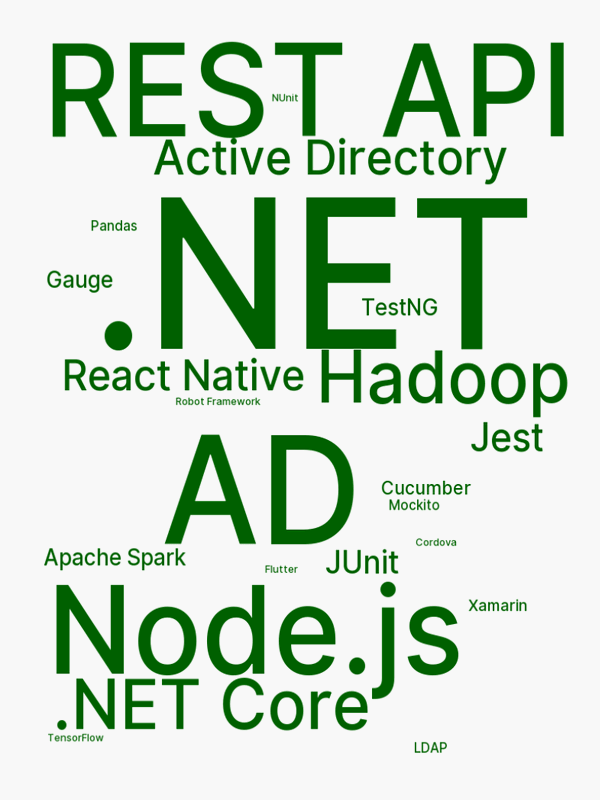 REST API
NUnit
Active Directory
.NET
Pandas
Gauge
TestNG
React Native
Hadoop
Robot Framework
Jest
AD
Cucumber
Mockito
Cordova
Apache Spark
JUnit
Flutter
Node.js
Xamarin
.NET Core
TensorFlow
LDAP